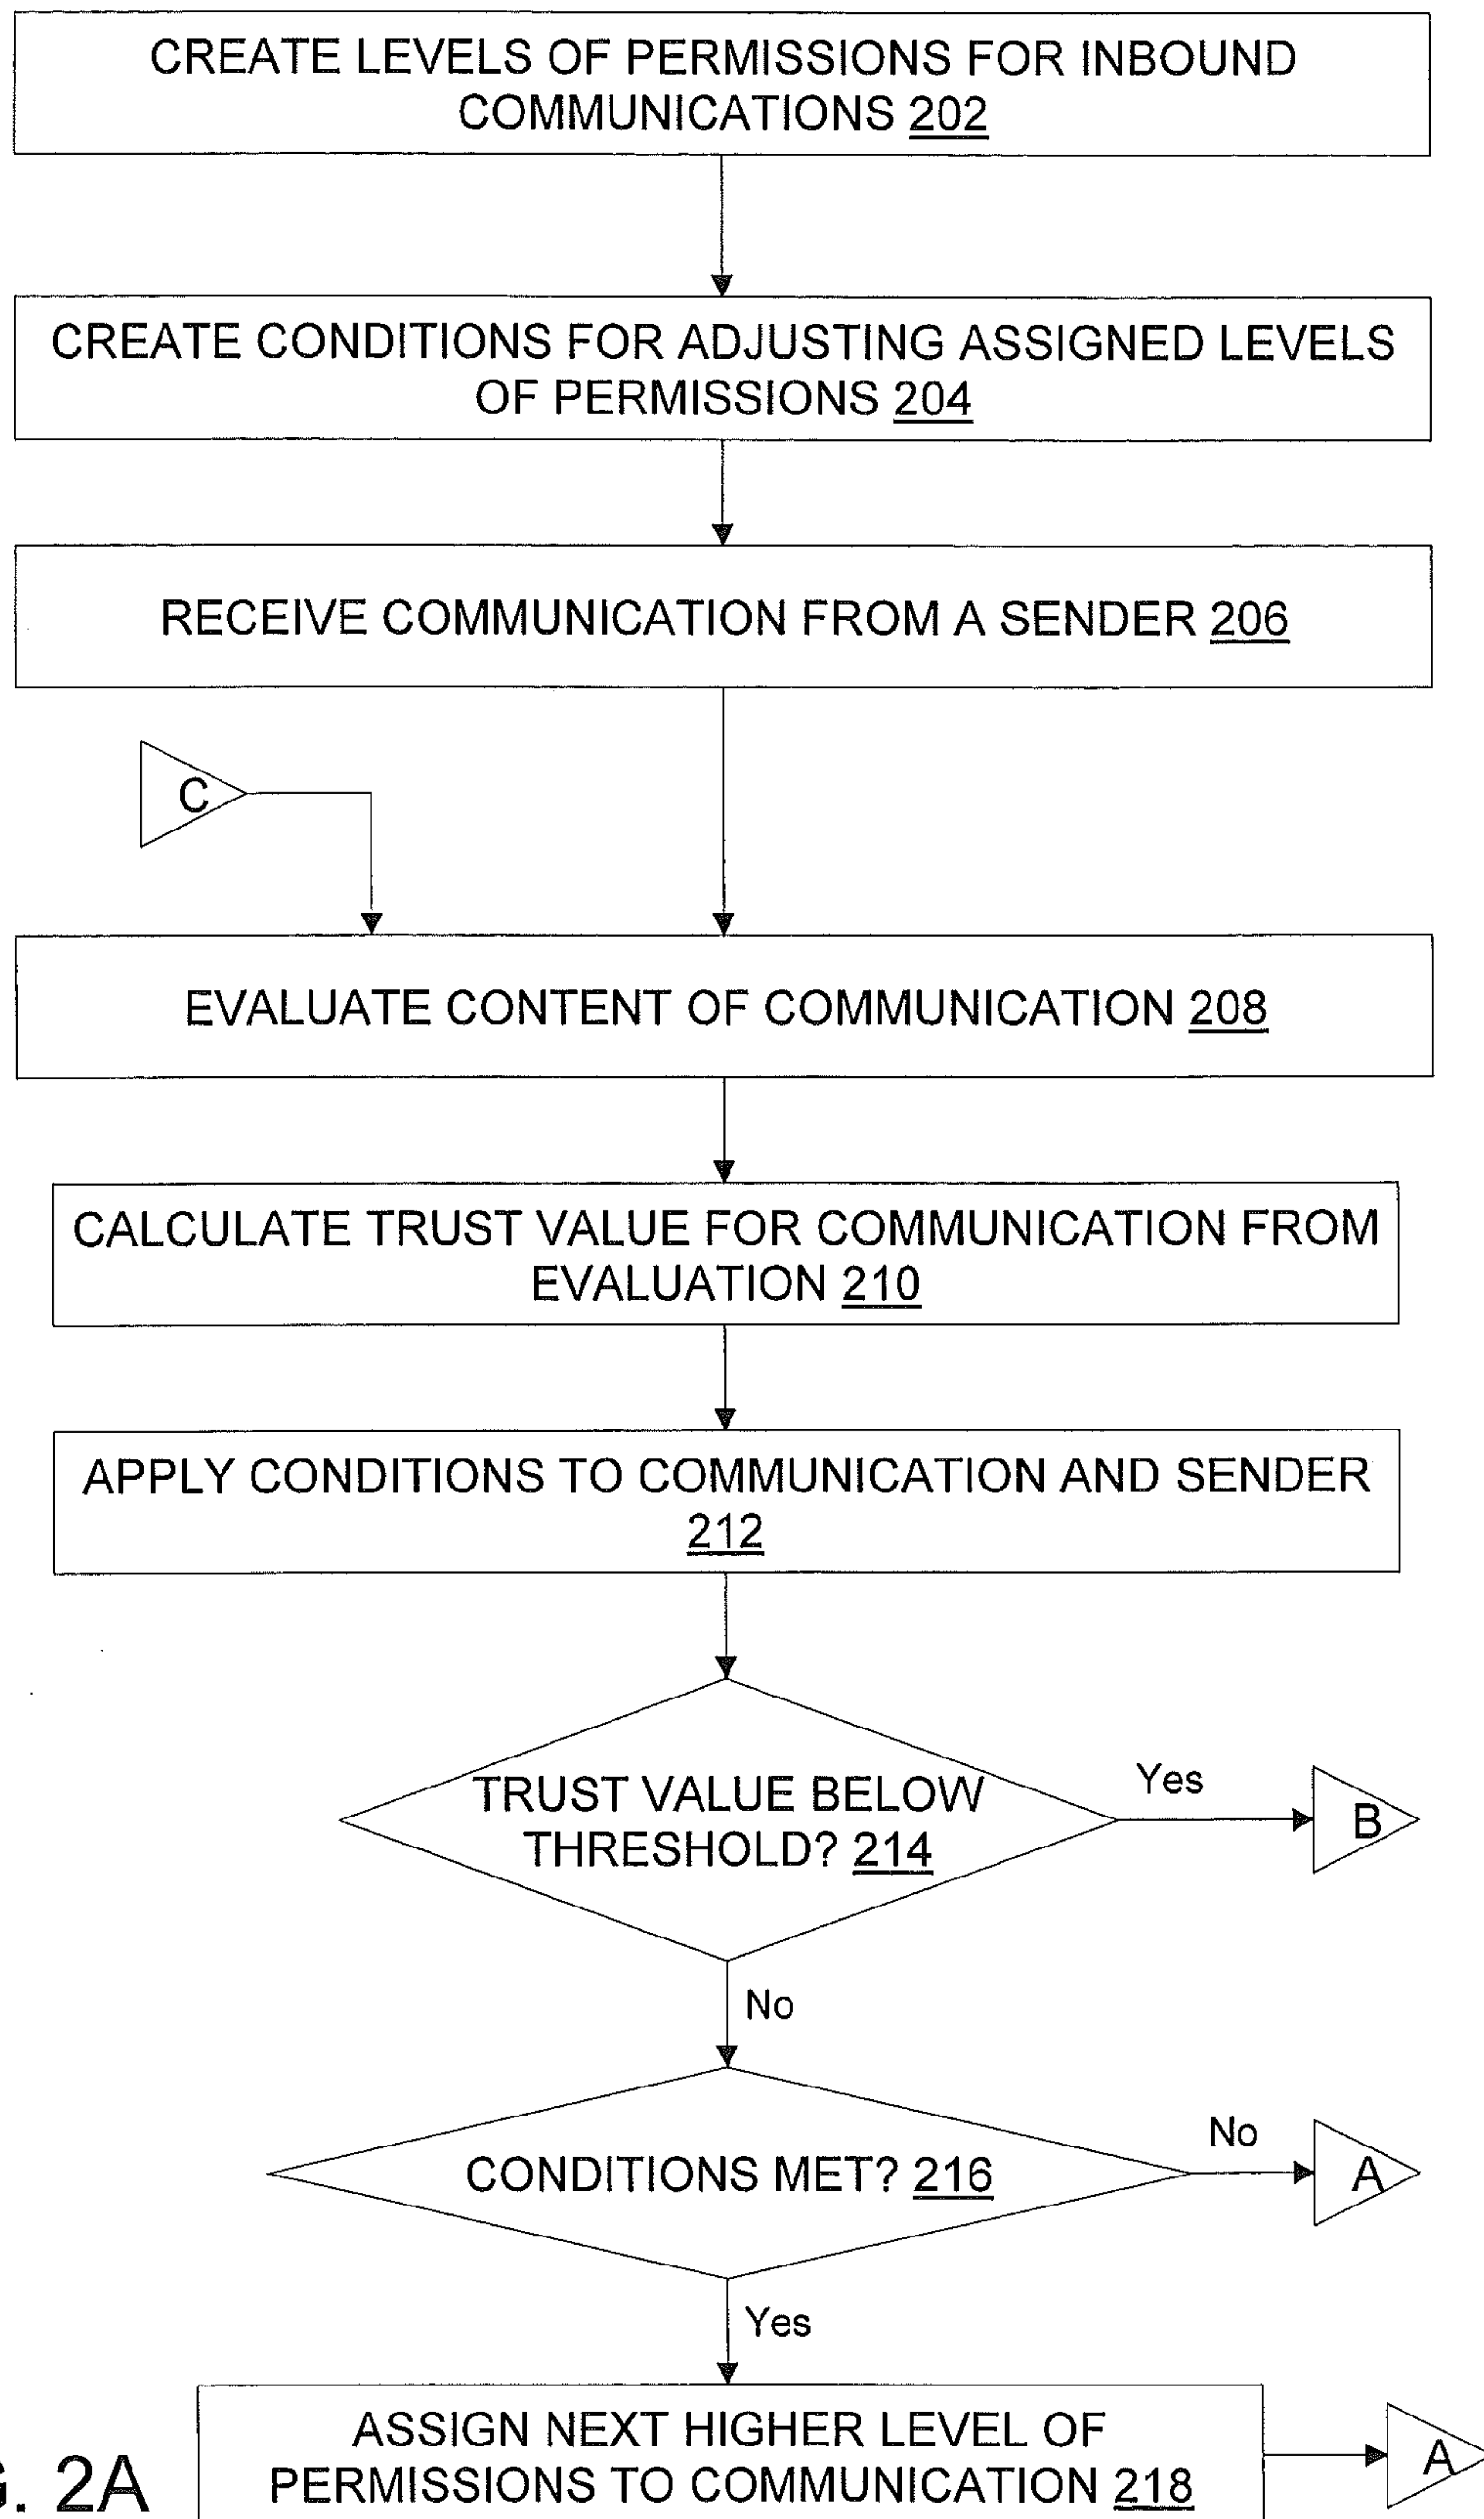 CREATE LEVELS OF PERMISSIONS FOR INBOUND
COMMUNICATIONS 202
CREATE CONDITIONS FOR ADJUSTING ASSIGNED LEVELS
OF PERMISSIONS 204
RECEIVE COMMUNICATION FROM A SENDER 206
C
EVALUATE CONTENT OF COMMUNICATION 208
CALCULATE TRUST VALUE FOR COMMUNICATION FROM
EVALUATION 210
APPLY CONDITIONS TO COMMUNICATION AND SENDER
212
TRUST VALUE BELOW
THRESHOLD? 214
Yes
B
No
CONDITIONS MET? 216
No
A
Yes
ASSIGN NEXT HIGHER LEVEL OF
PERMISSIONS TO COMMUNICATION 218
A
2A